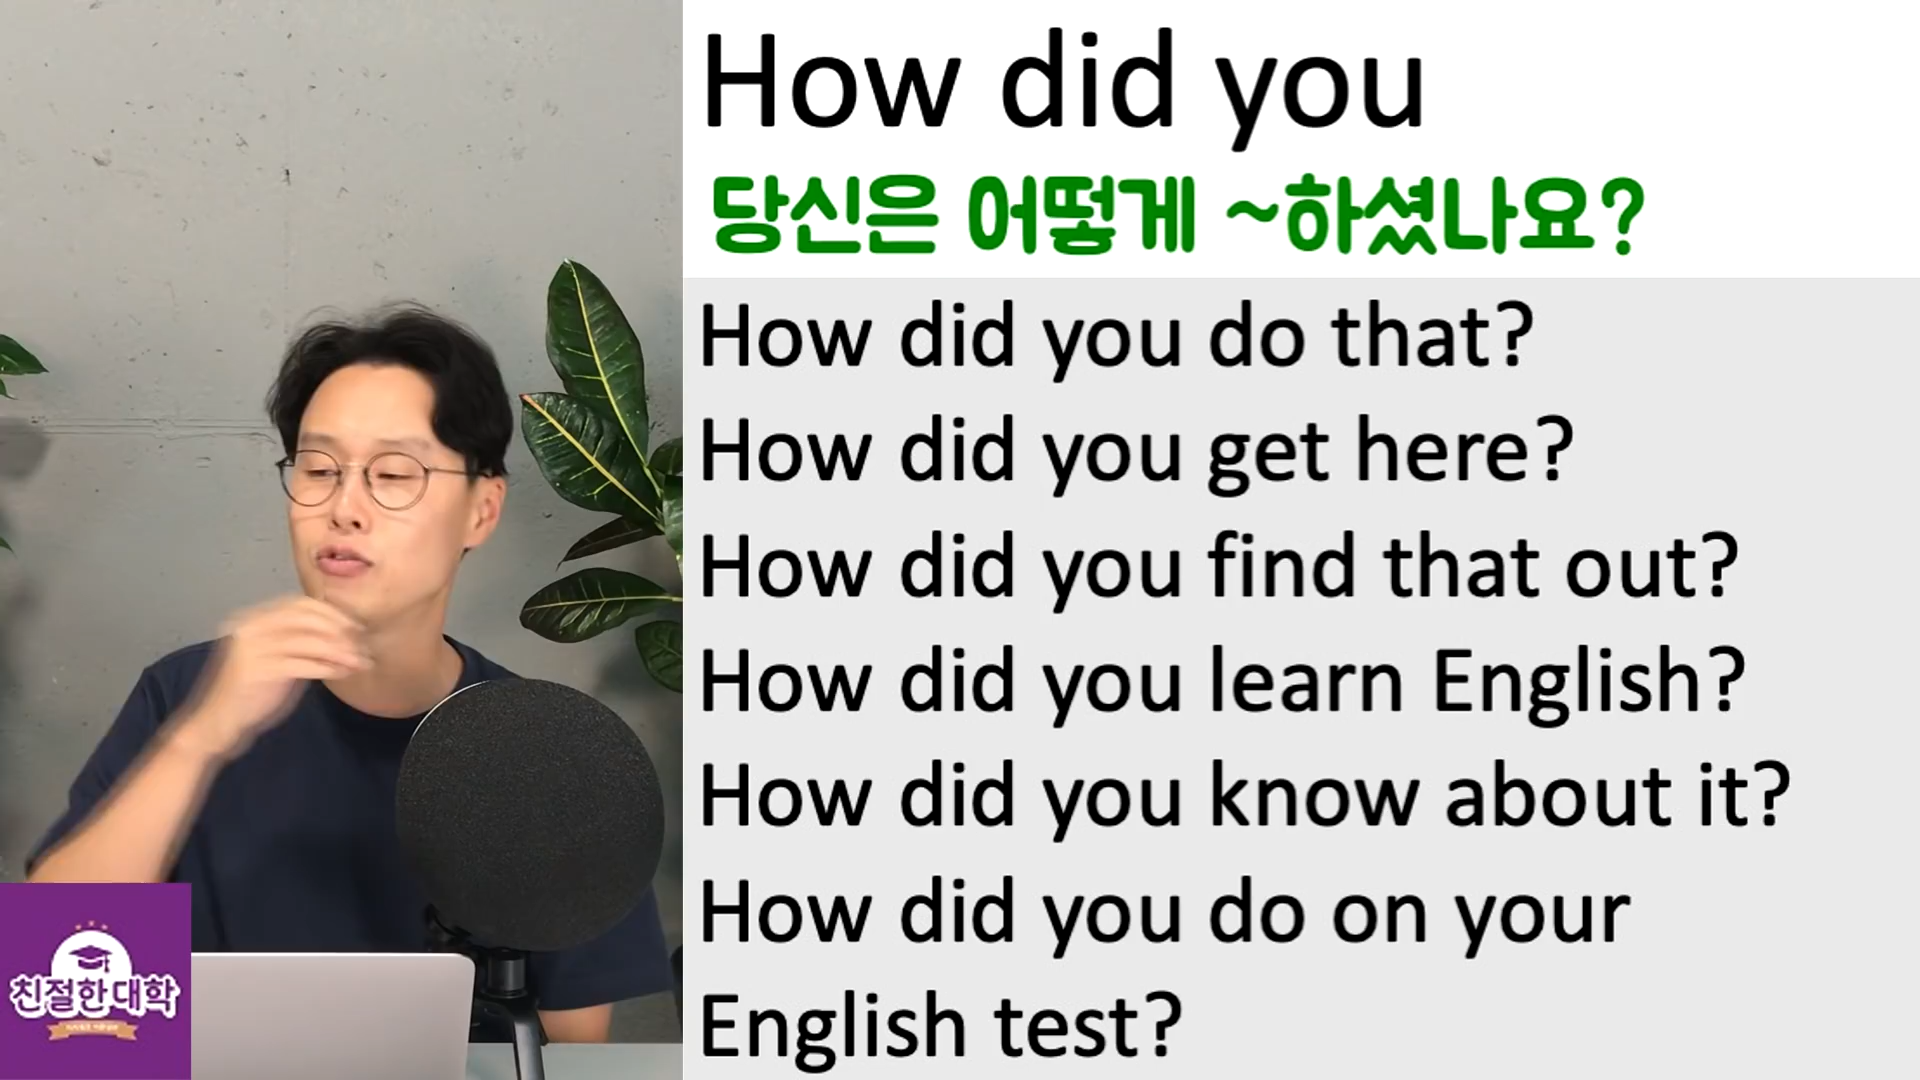 How did you
당신은 어떻게 ~하셨나요?
How did you do that?
How did you get here?
How did you find that out?
How did you learn English?
How did you know about it?
How did you do on your
English test?
친절한대학